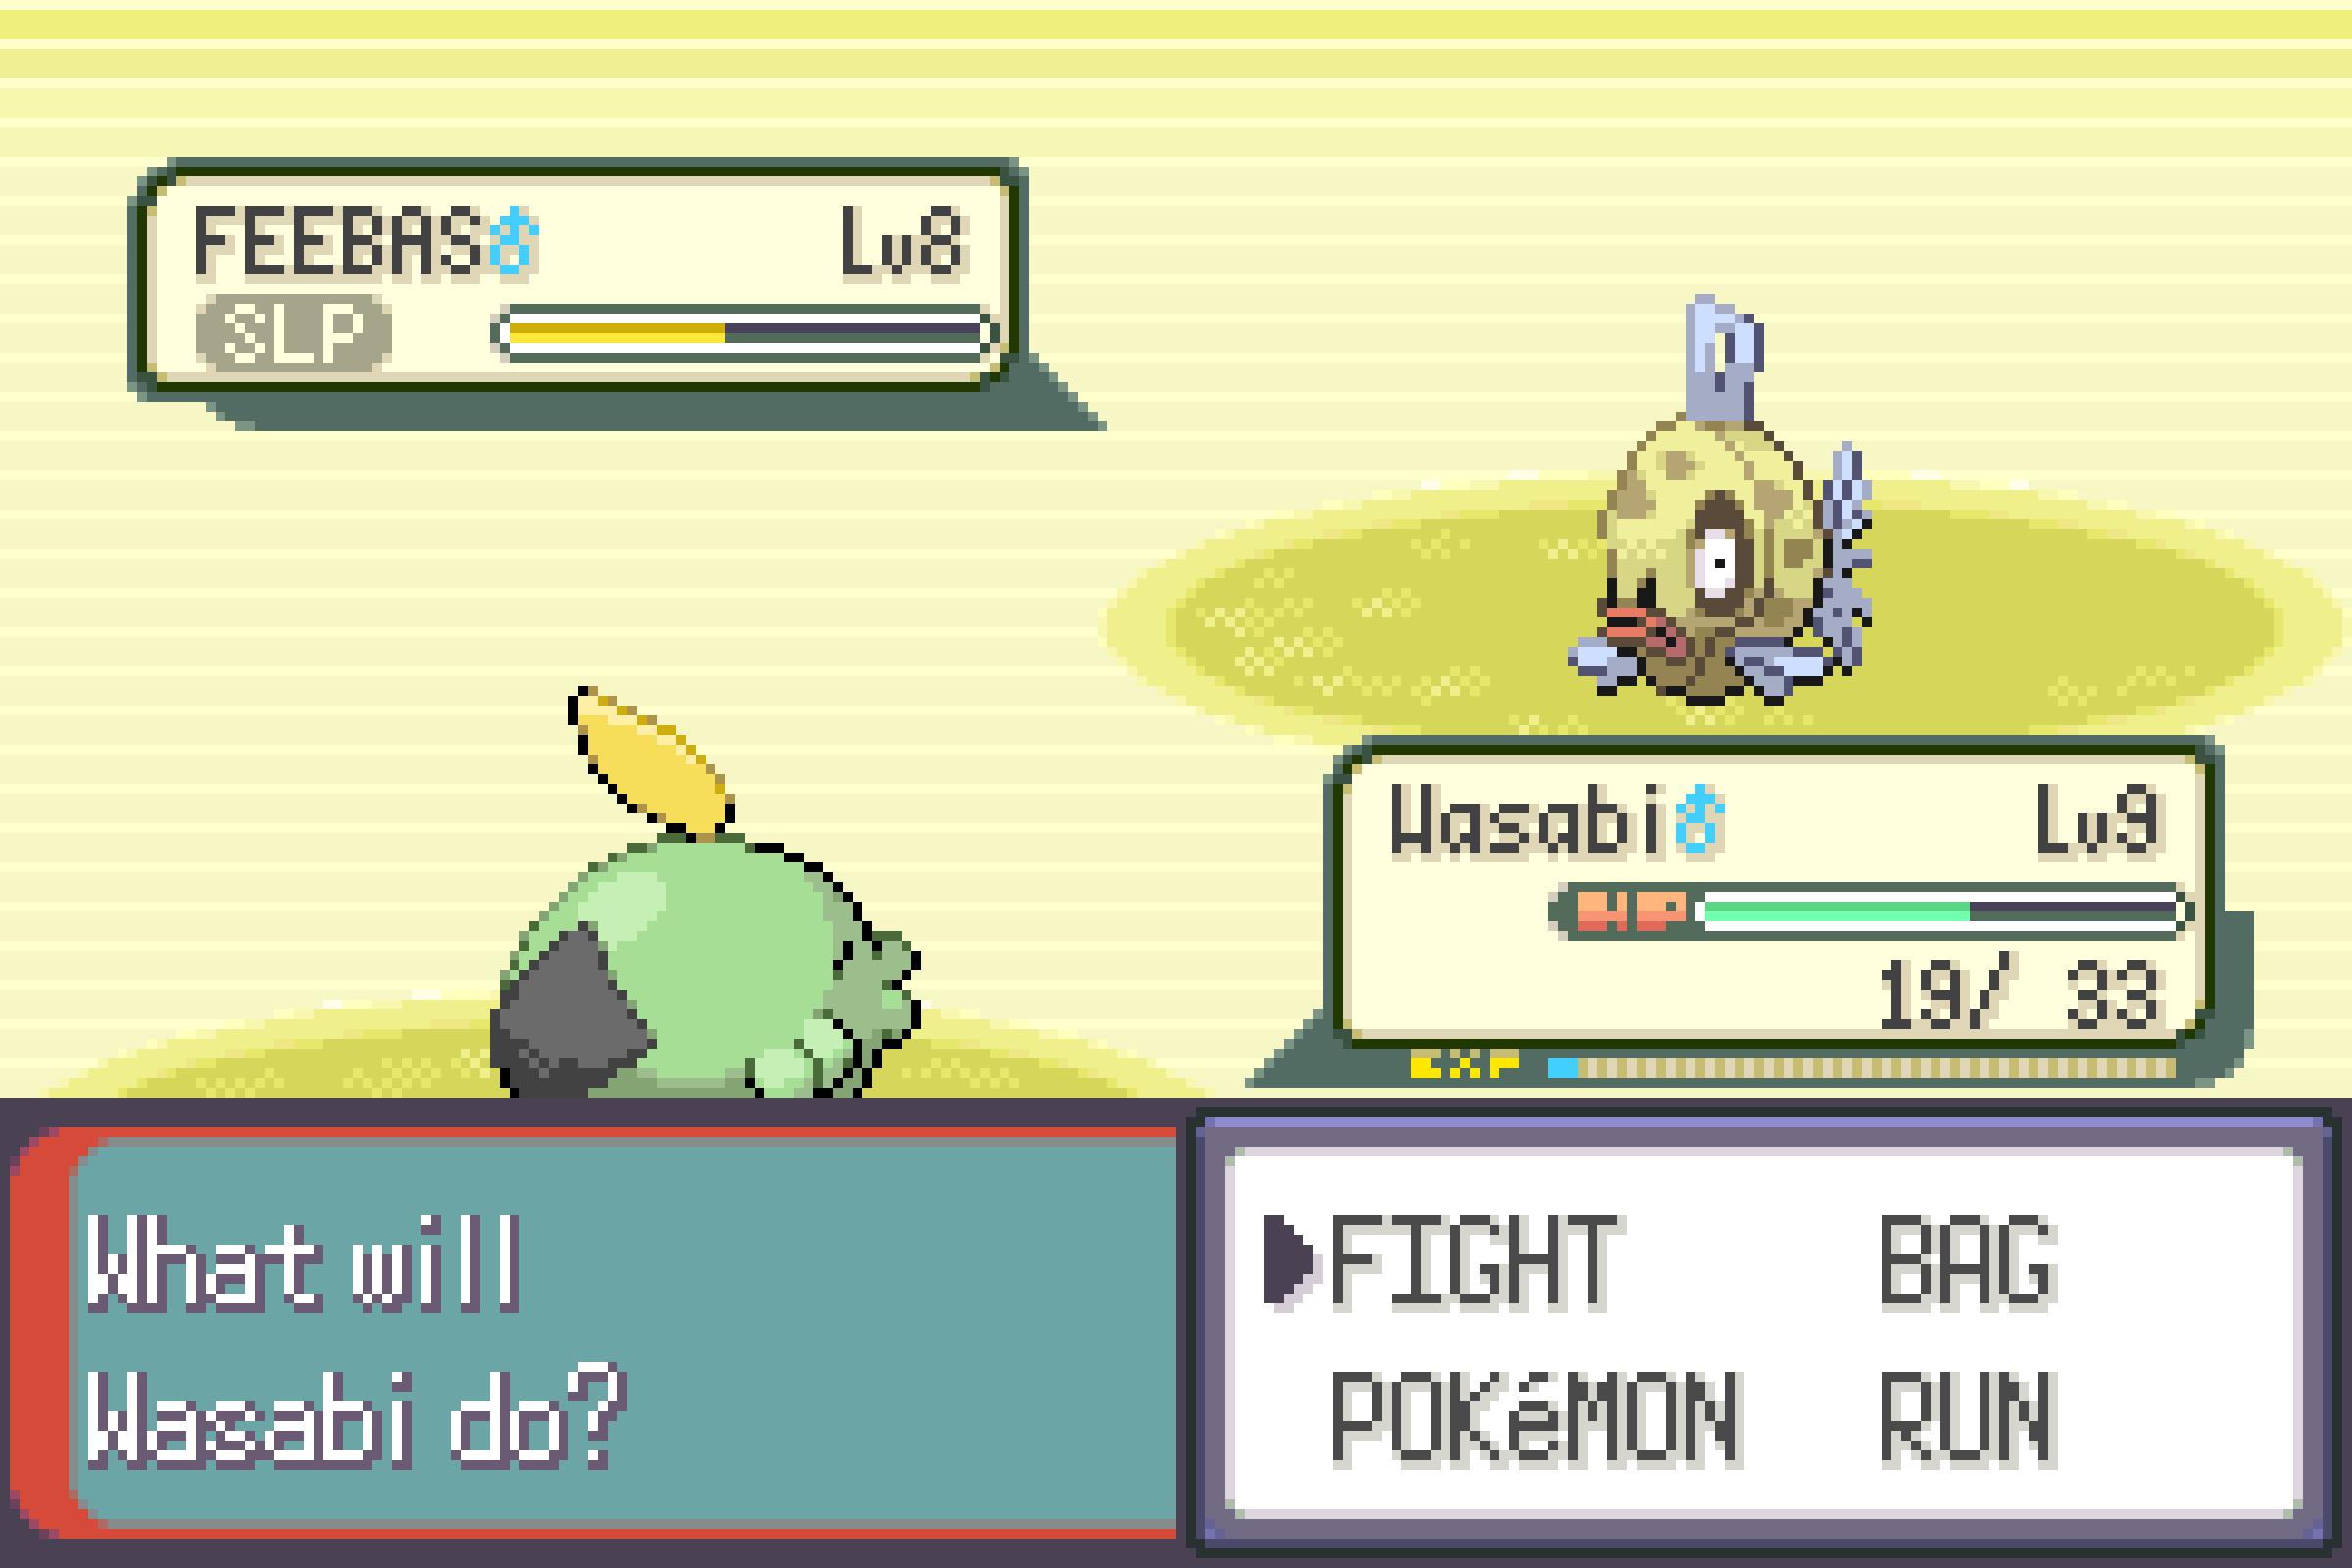 FEEBAS♂ Lv8
SLP
Wasabi♂ Lv9
HP
19/ 33
EXP
What will
Wasabi do?
▶FIGHT BAG
POKéMON RUN